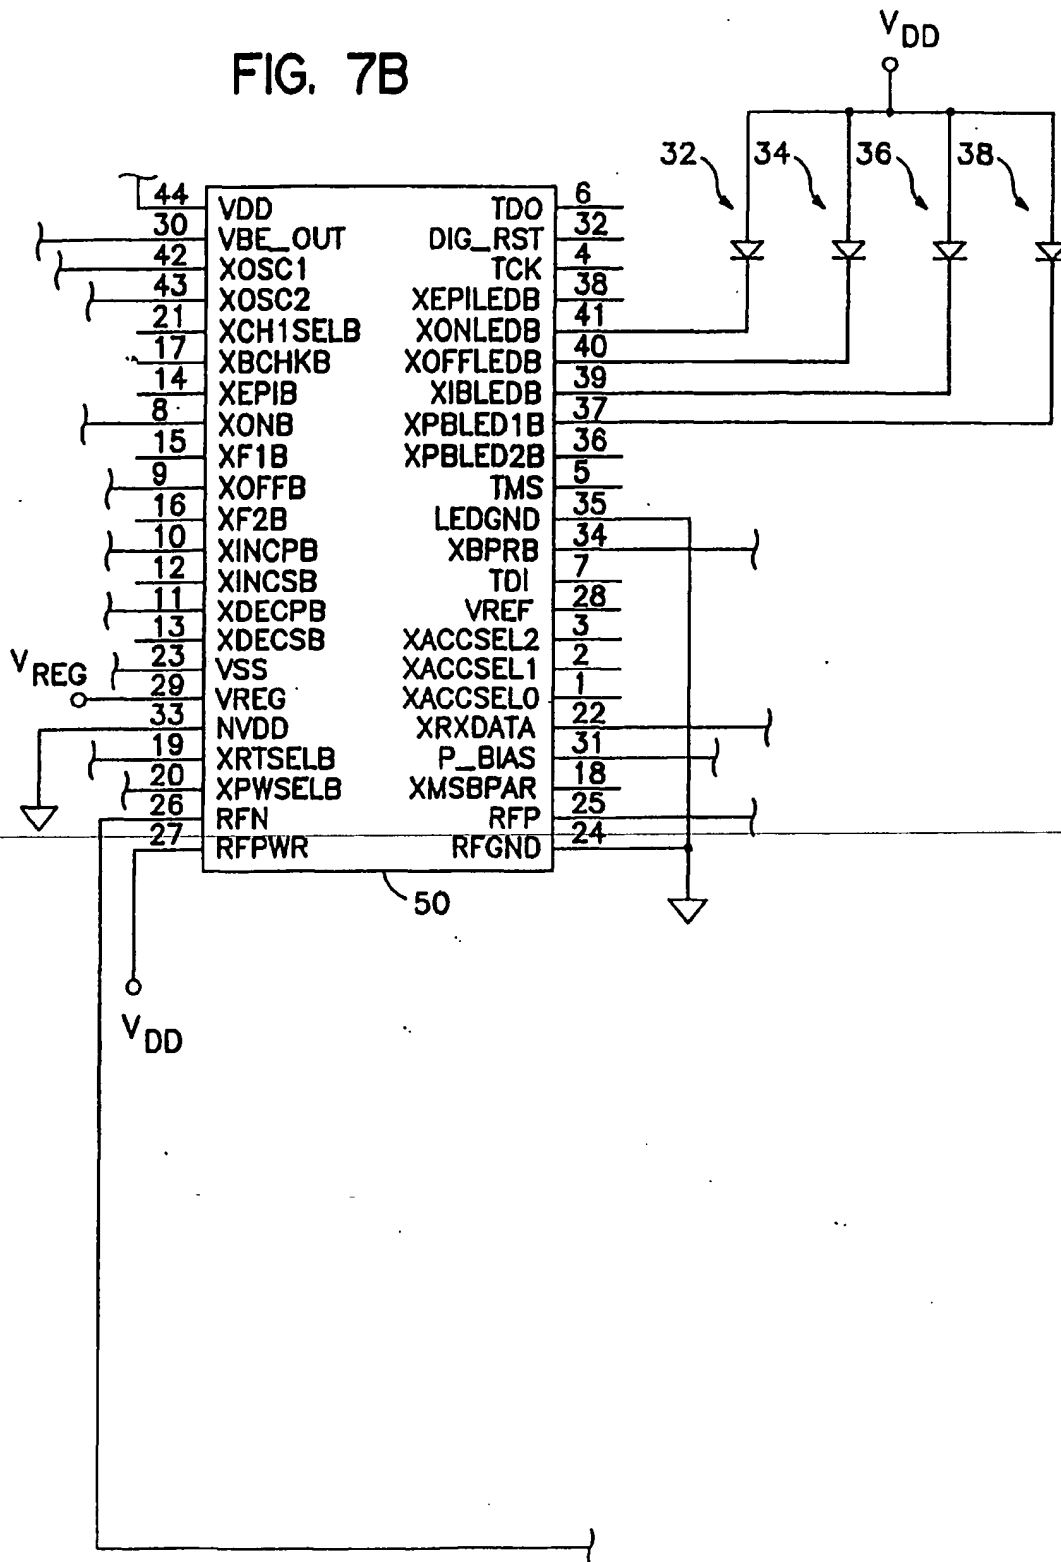 FIG. 7B
V DD
32 34 36 38
44 VDD TDO 6
30 VBE_OUT DIG_RST 32
42 XOSC1 TCK 4
43 XOSC2 XEPILEDB 38
21 XCH1SELB XONLEDB 41
17 XBCHKB XOFFLEDB 40
14 XEPIB XIBLEDB 39
8 XONB XPBLED1B 37
15 XF1B XPBLED2B 36
9 XOFFB TMS 5
16 XF2B LEDGND 35
10 XINCPB XBPRB 34
12 XINCSB TDI 7
11 XDECPB VREF 28
13 XDECSB XACCSEL2 3
23 VSS XACCSEL1 2
V REG 29 VREG XACCSEL0 1
33 NVDD XRXDATA 22
19 XRTSELB P_BIAS 31
20 XPWSELB XMSBPAR 18
26 RFN RFP 25
27 RFPWR RFGND 24
50
V DD